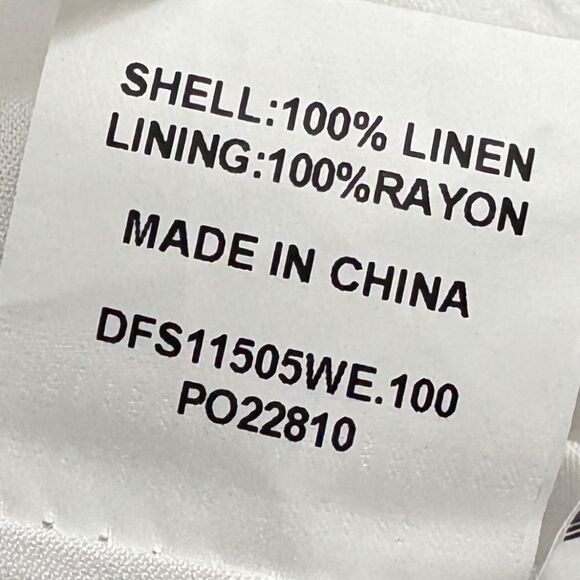 SHELL:100% LINEN
LINING:100%RAYON
MADE IN CHINA
DFS11505WE.100
PO22810